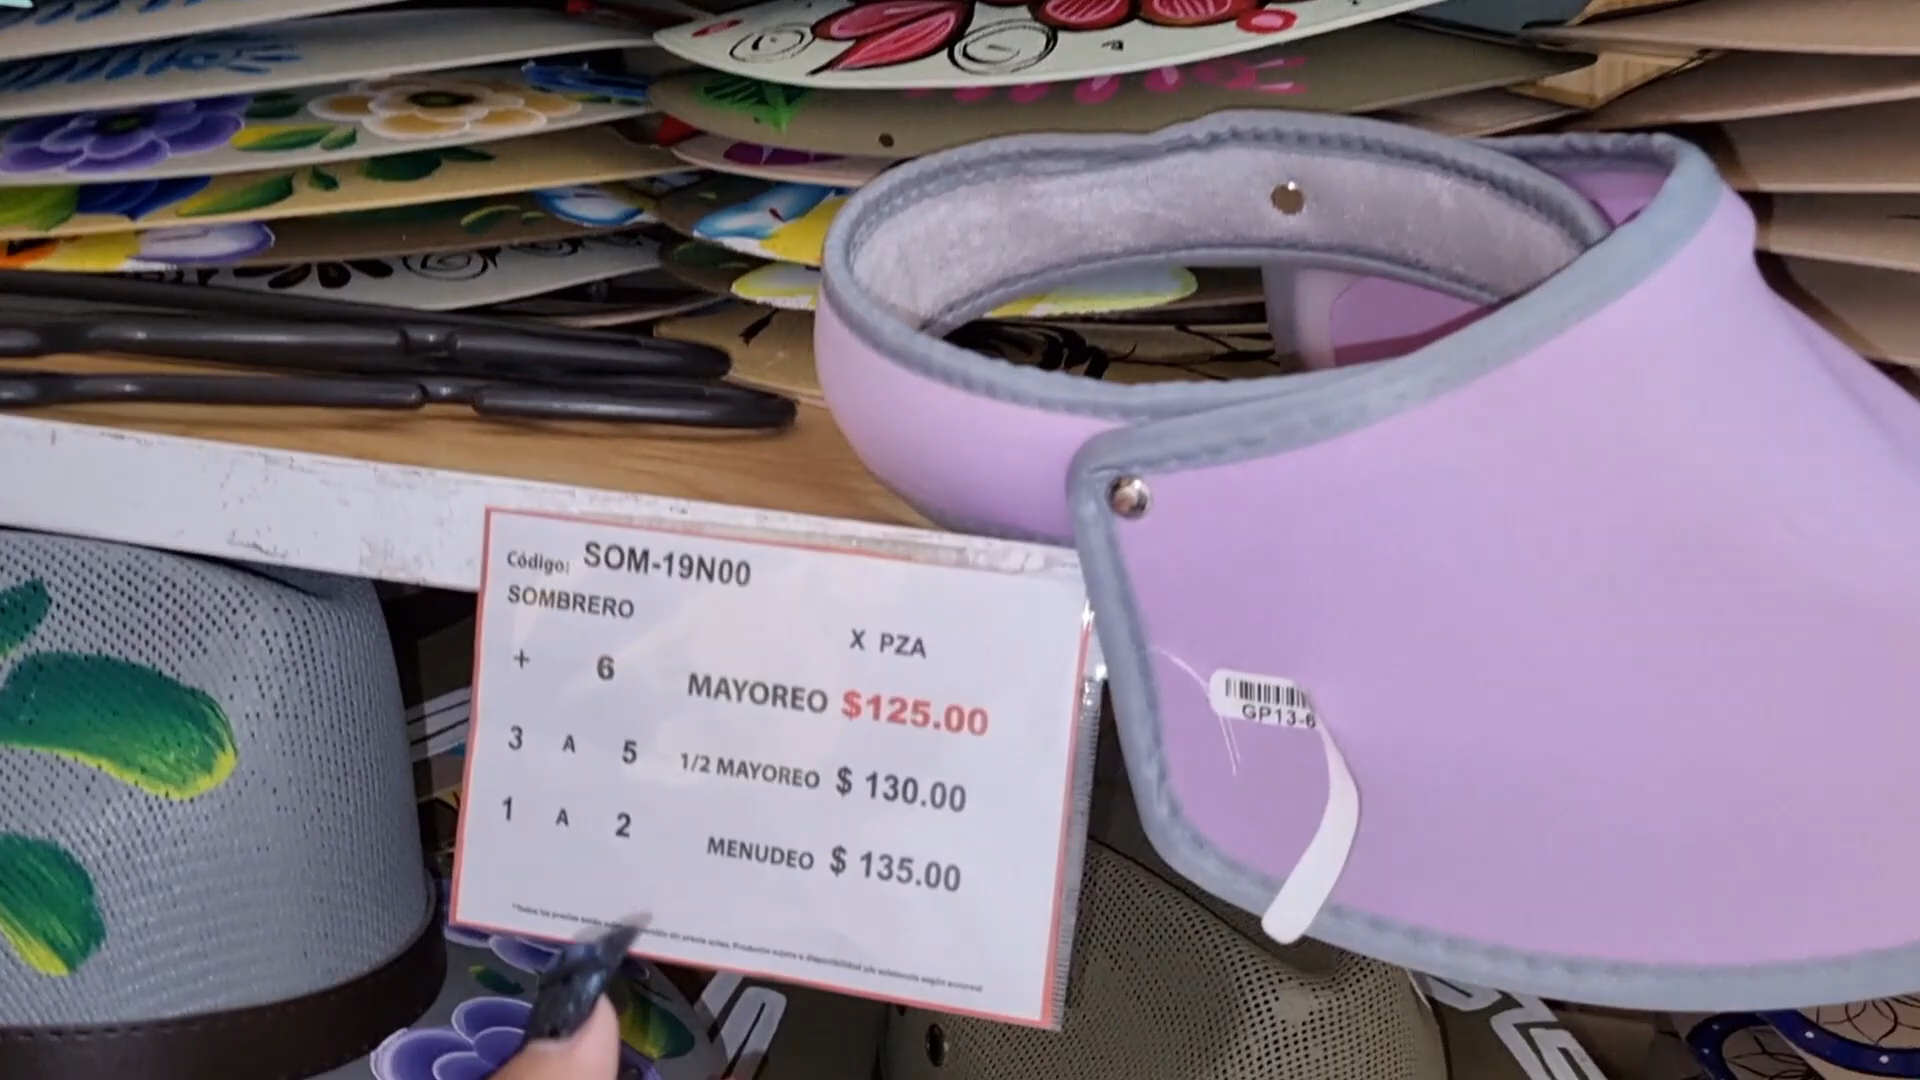 Código: SOM-19N00
SOMBRERO
X PZA
+ 6 MAYOREO $125.00
3 A 5 1/2 MAYOREO $ 130.00
1 A 2 MENUDEO $ 135.00
GP13-6